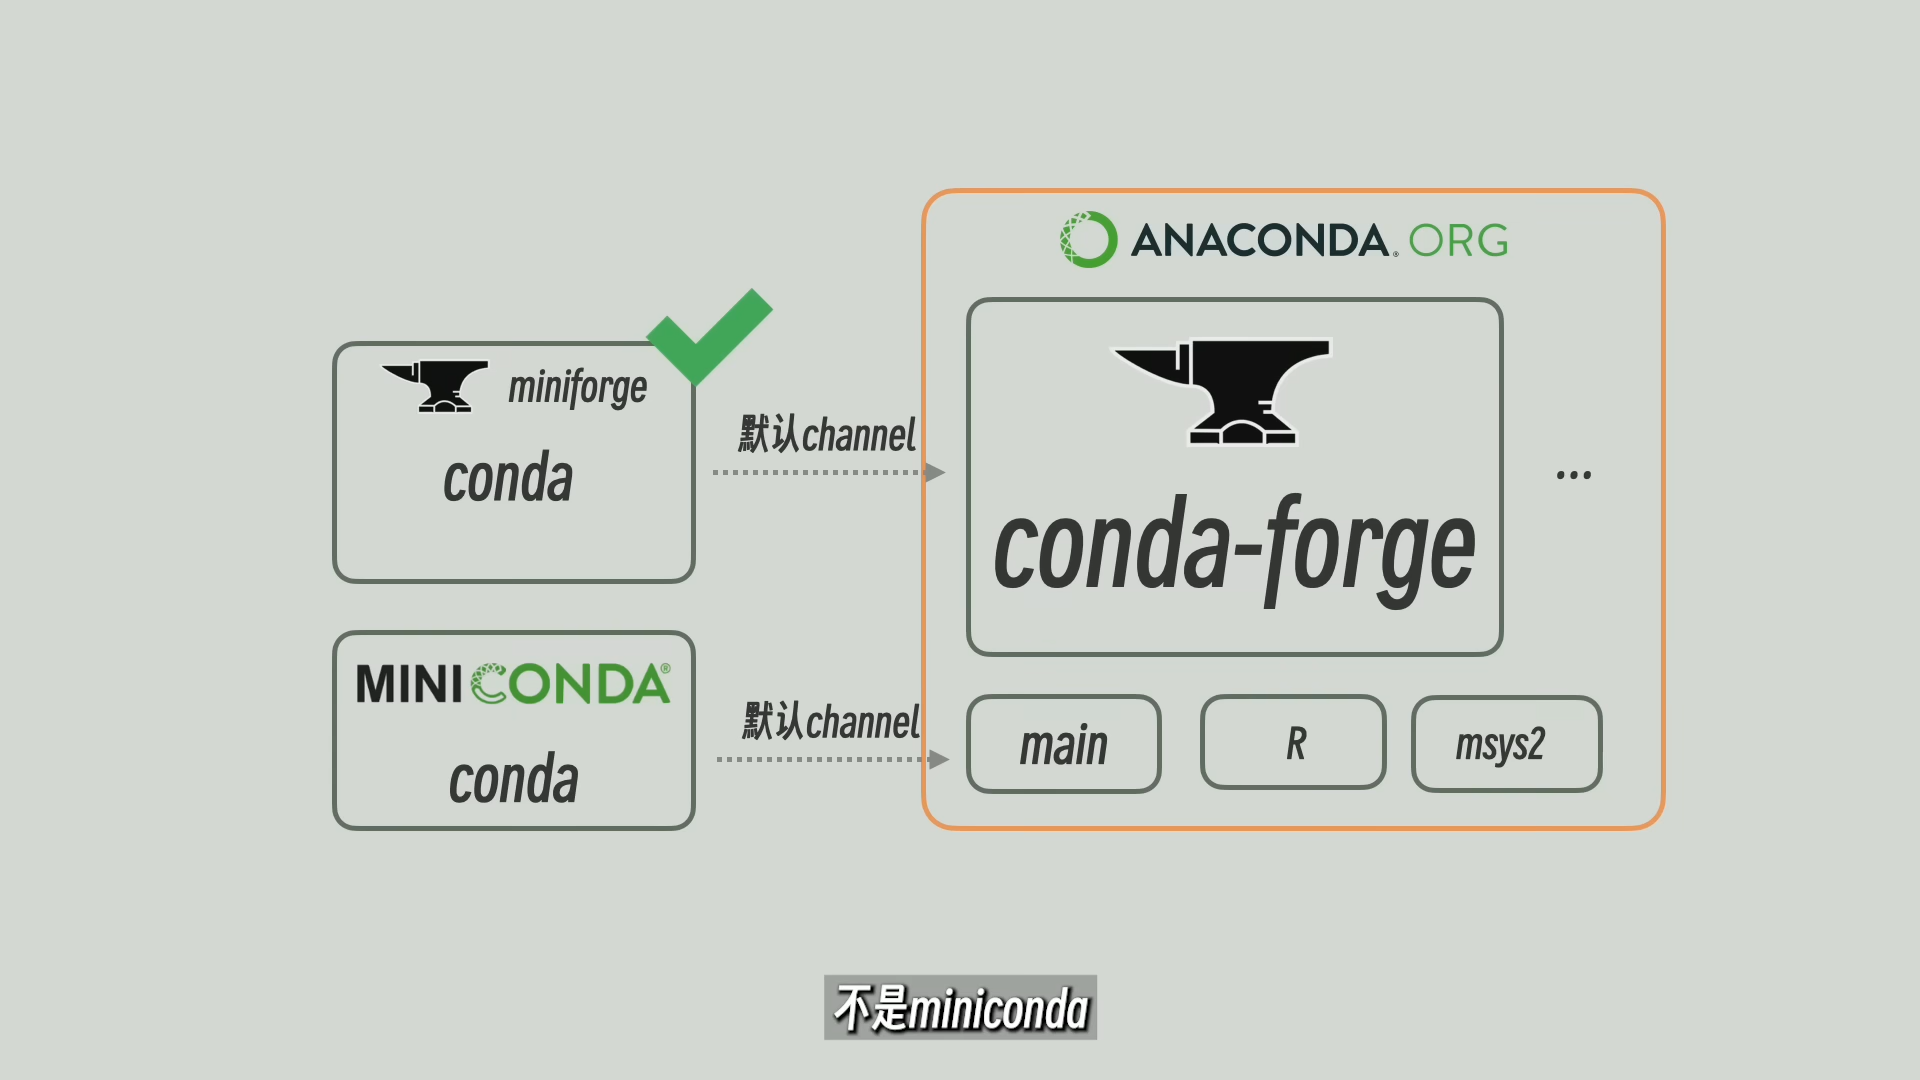 miniforge
conda
默认channel
MINICONDA®
conda
默认channel
ANACONDA® ORG
conda-forge
...
main
R
msys2
不是miniconda